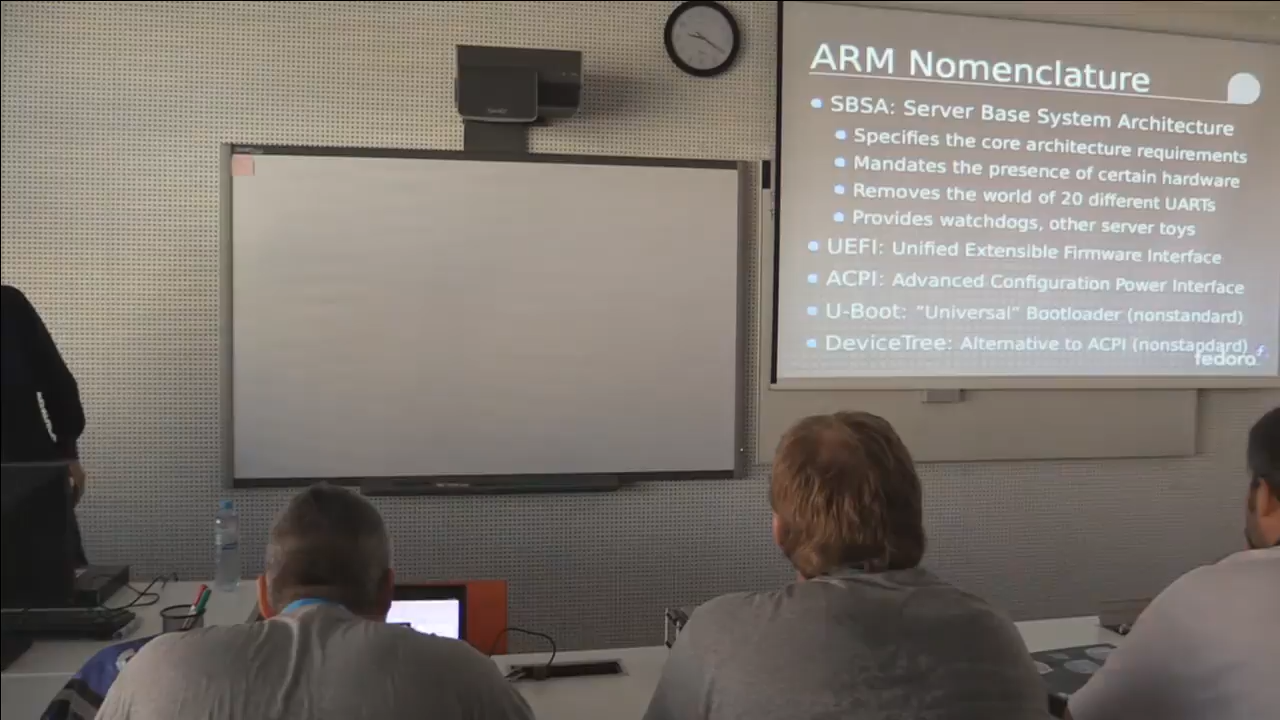 ARM Nomenclature
SBSA: Server Base System Architecture
Specifies the core architecture requirements
Mandates the presence of certain hardware
Removes the world of 20 different UARTs
Provides watchdogs, other server toys
UEFI: Unified Extensible Firmware Interface
ACPI: Advanced Configuration Power Interface
U-Boot: “Universal” Bootloader (nonstandard)
DeviceTree: Alternative to ACPI (nonstandard)
fedora